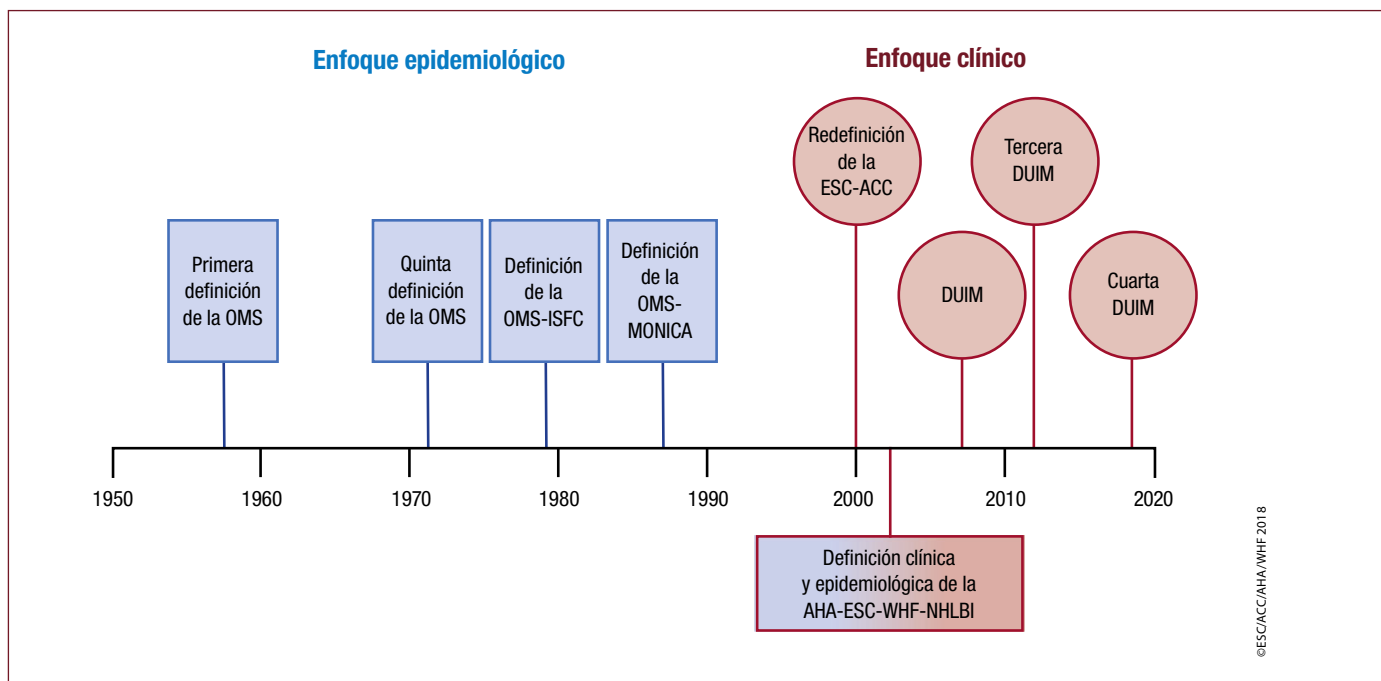 Enfoque epidemiológico
Enfoque clínico
Redefinición
de la
ESC-ACC
Tercera
DUIM
Primera
definición
de la OMS
Quinta
definición
de la OMS
Definición
de la
OMS-ISFC
Definición
de la
OMS-
MONICA
DUIM
Cuarta
DUIM
1950
1960
1970
1980
1990
2000
2010
2020
Definición clínica
y epidemiológica de la
AHA-ESC-WHF-NHLBI
©ESC/ACC/AHA/WHF 2018